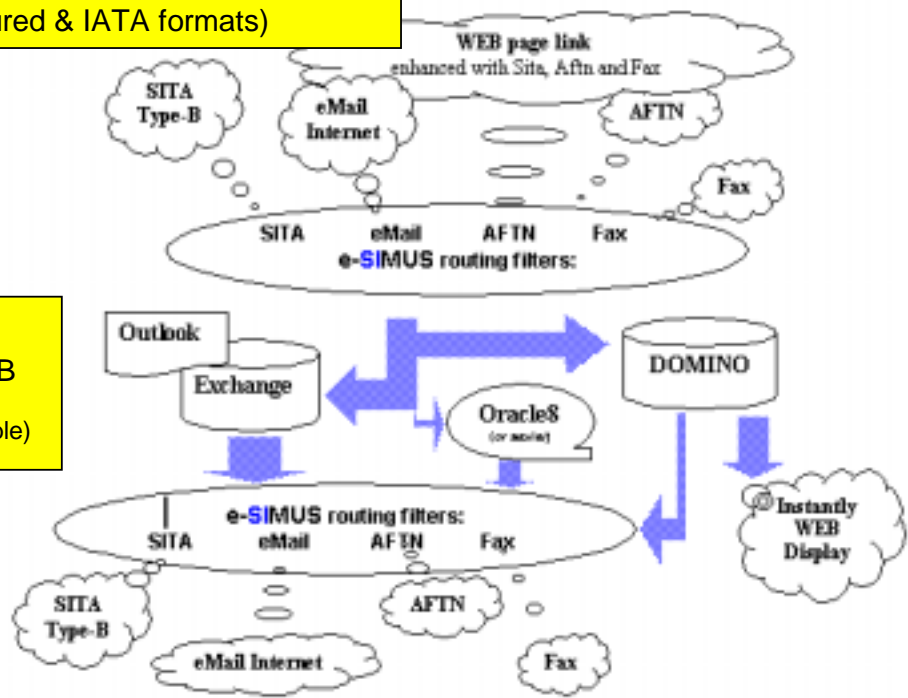 ured & IATA formats)
WEB page link
enhanced with Sita, Aftn and Fax
SITA
Type-B
eMail
Internet
AFTN
Fax
SITA eMail AFTN Fax
e-SIMUS routing filters:
B
ole)
Outlook
Exchange
DOMINO
Oracle8
e-SIMUS routing filters:
SITA eMail AFTN Fax
Instantly
WEB
Display
SITA
Type-B
AFTN
eMail Internet
Fax